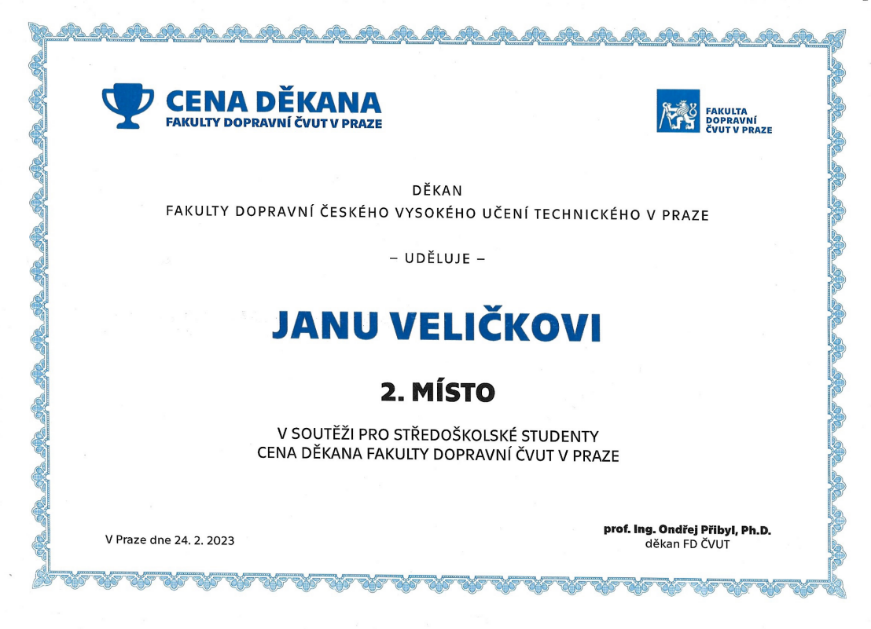 CENA DĚKANA
FAKULTY DOPRAVNÍ ČVUT V PRAZE
FAKULTA
DOPRAVNÍ
ČVUT V PRAZE
DĚKAN
FAKULTY DOPRAVNÍ ČESKÉHO VYSOKÉHO UČENÍ TECHNICKÉHO V PRAZE
– UDĚLUJE –
JANU VELIČKOVI
2. MÍSTO
V SOUTĚŽI PRO STŘEDOŠKOLSKÉ STUDENTY
CENA DĚKANA FAKULTY DOPRAVNÍ ČVUT V PRAZE
V Praze dne 24. 2. 2023
prof. Ing. Ondřej Přibyl, Ph.D.
děkan FD ČVUT